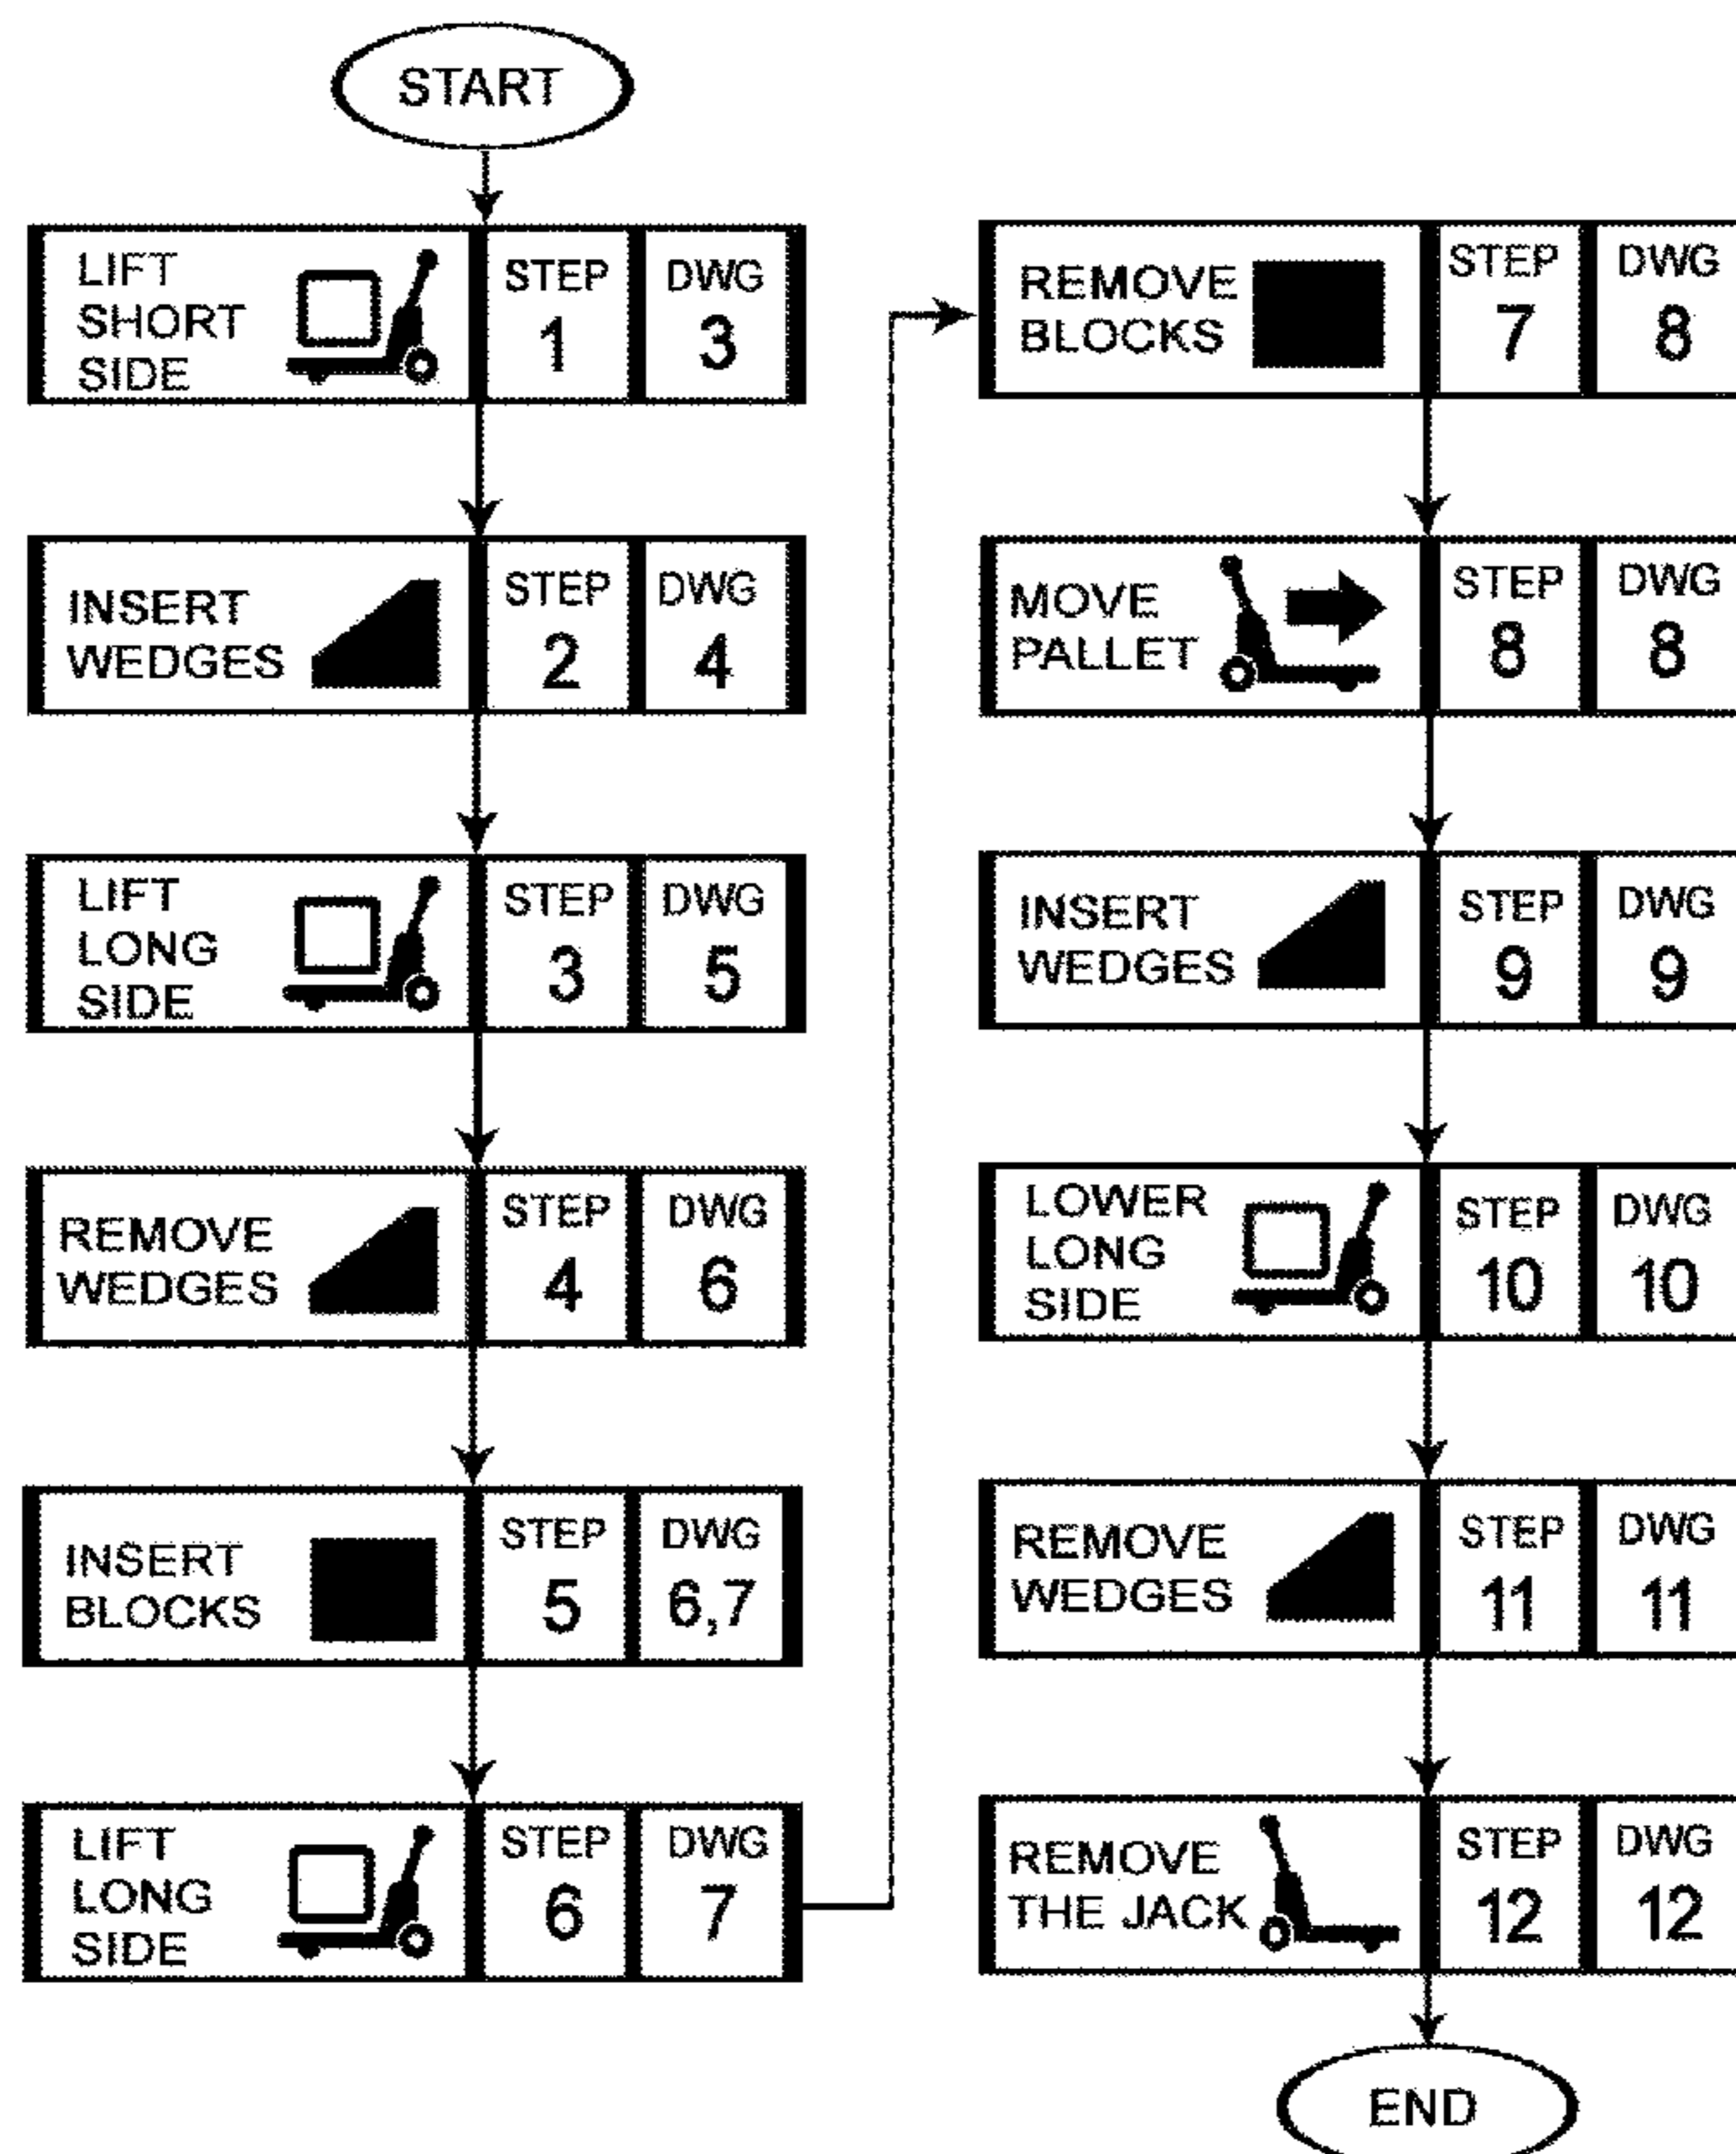 START
LIFT
SHORT
SIDE
STEP
1
DWG
3
INSERT
WEDGES
STEP
2
DWG
4
LIFT
LONG
SIDE
STEP
3
DWG
5
REMOVE
WEDGES
STEP
4
DWG
6
INSERT
BLOCKS
STEP
5
DWG
6,7
LIFT
LONG
SIDE
STEP
6
DWG
7
REMOVE
BLOCKS
STEP
7
DWG
8
MOVE
PALLET
STEP
8
DWG
8
INSERT
WEDGES
STEP
9
DWG
9
LOWER
LONG
SIDE
STEP
10
DWG
10
REMOVE
WEDGES
STEP
11
DWG
11
REMOVE
THE JACK
STEP
12
DWG
12
END